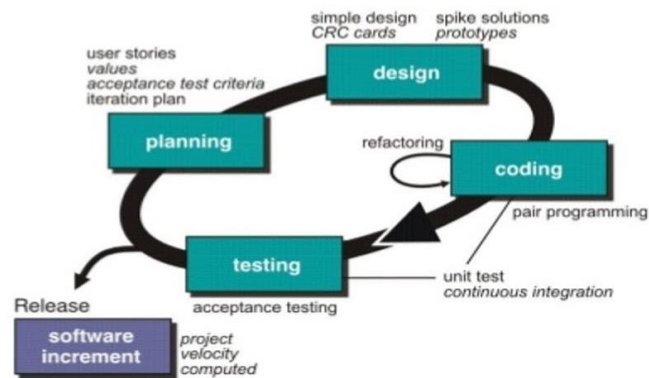 simple design
CRC cards
spike solutions
prototypes
user stories
values
acceptance test criteria
iteration plan
design
planning
refactoring
coding
pair programming
testing
unit test
continuous integration
acceptance testing
Release
software
increment
project
velocity
computed